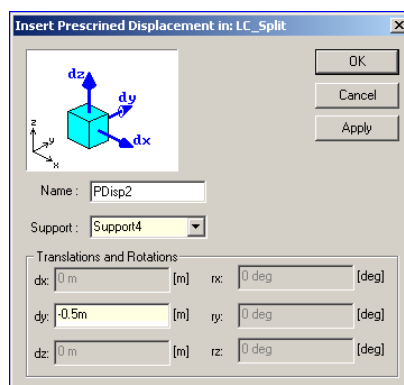 Insert Prescrined Displacement in: LC_Split
dz
dy
dx
z
y
x
OK
Cancel
Apply
Name : PDisp2
Support : Support4
Translations and Rotations
dx: 0 m [m] rx: 0 deg [deg]
dy: -0.5m [m] ry: 0 deg [deg]
dz: 0 m [m] rz: 0 deg [deg]